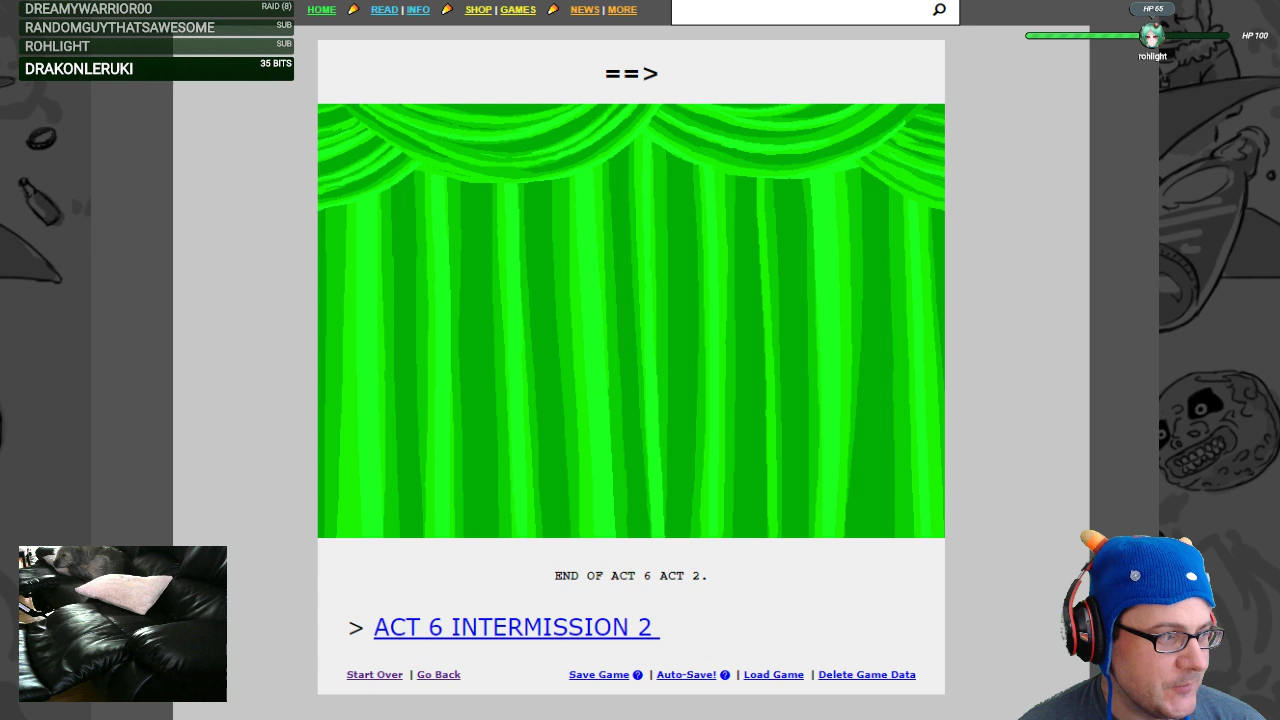 DREAMYWARRIOR00 RAID (8)
RANDOMGUYTHATSAWESOME SUB
ROHLIGHT SUB
DRAKONLERUKI 35 BITS
HOME READ | INFO SHOP | GAMES NEWS | MORE
HP 65
HP 100
rohlight
==>
END OF ACT 6 ACT 2.
> ACT 6 INTERMISSION 2
Start Over | Go Back Save Game ? | Auto-Save! ? | Load Game | Delete Game Data